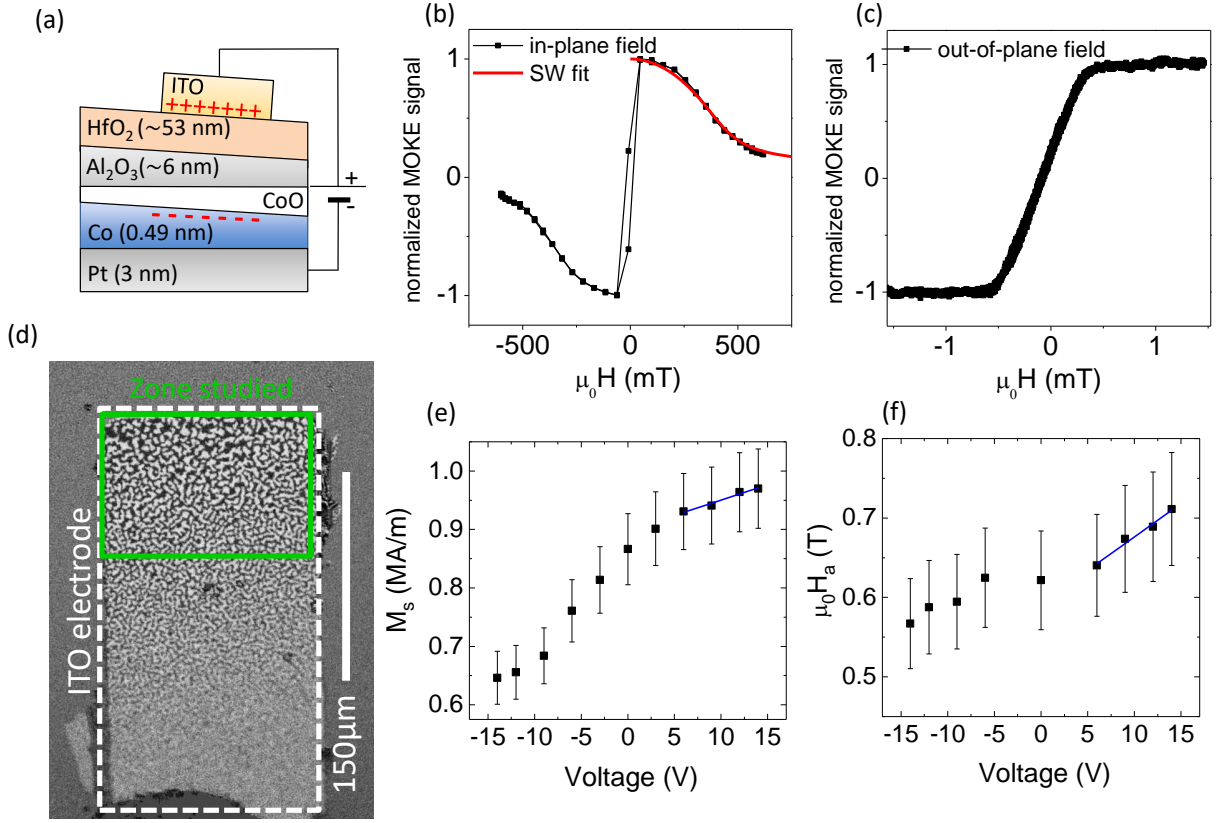 (a)
ITO
+++++++
HfO₂ (~53 nm)
Al₂O₃(~6 nm)
CoO
+
-
Co (0.49 nm)
Pt (3 nm)
(b)
normalized MOKE signal
1
0
-1
in-plane field
SW fit
-500
0
500
μ₀H (mT)
(c)
normalized MOKE signal
1
0
-1
out-of-plane field
-1
0
1
μ₀H (mT)
(d)
Zone studied
ITO electrode
150μm
(e)
Mₛ (MA/m)
1.0
0.9
0.8
0.7
0.6
-15
-10
-5
0
5
10
15
Voltage (V)
(f)
μ₀Hₐ (T)
0.8
0.7
0.6
0.5
-15
-10
-5
0
5
10
15
Voltage (V)